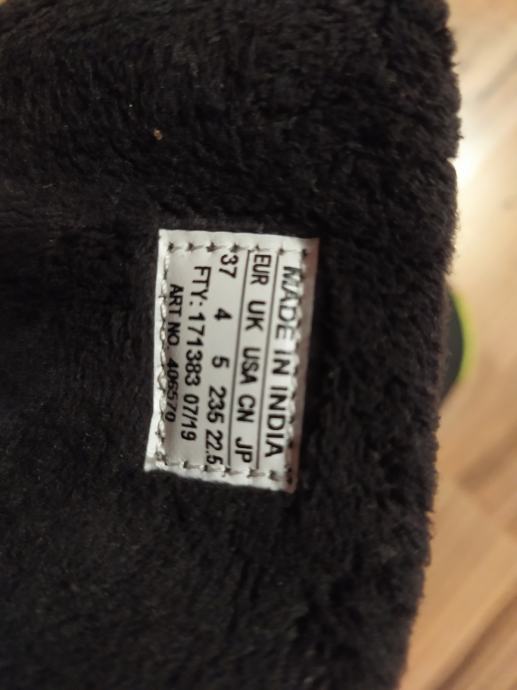 MADE IN INDIA
EUR UK USA CN JP
37 4 5 235 22.5
FTY: 171383 07/19
ART NO. 406570